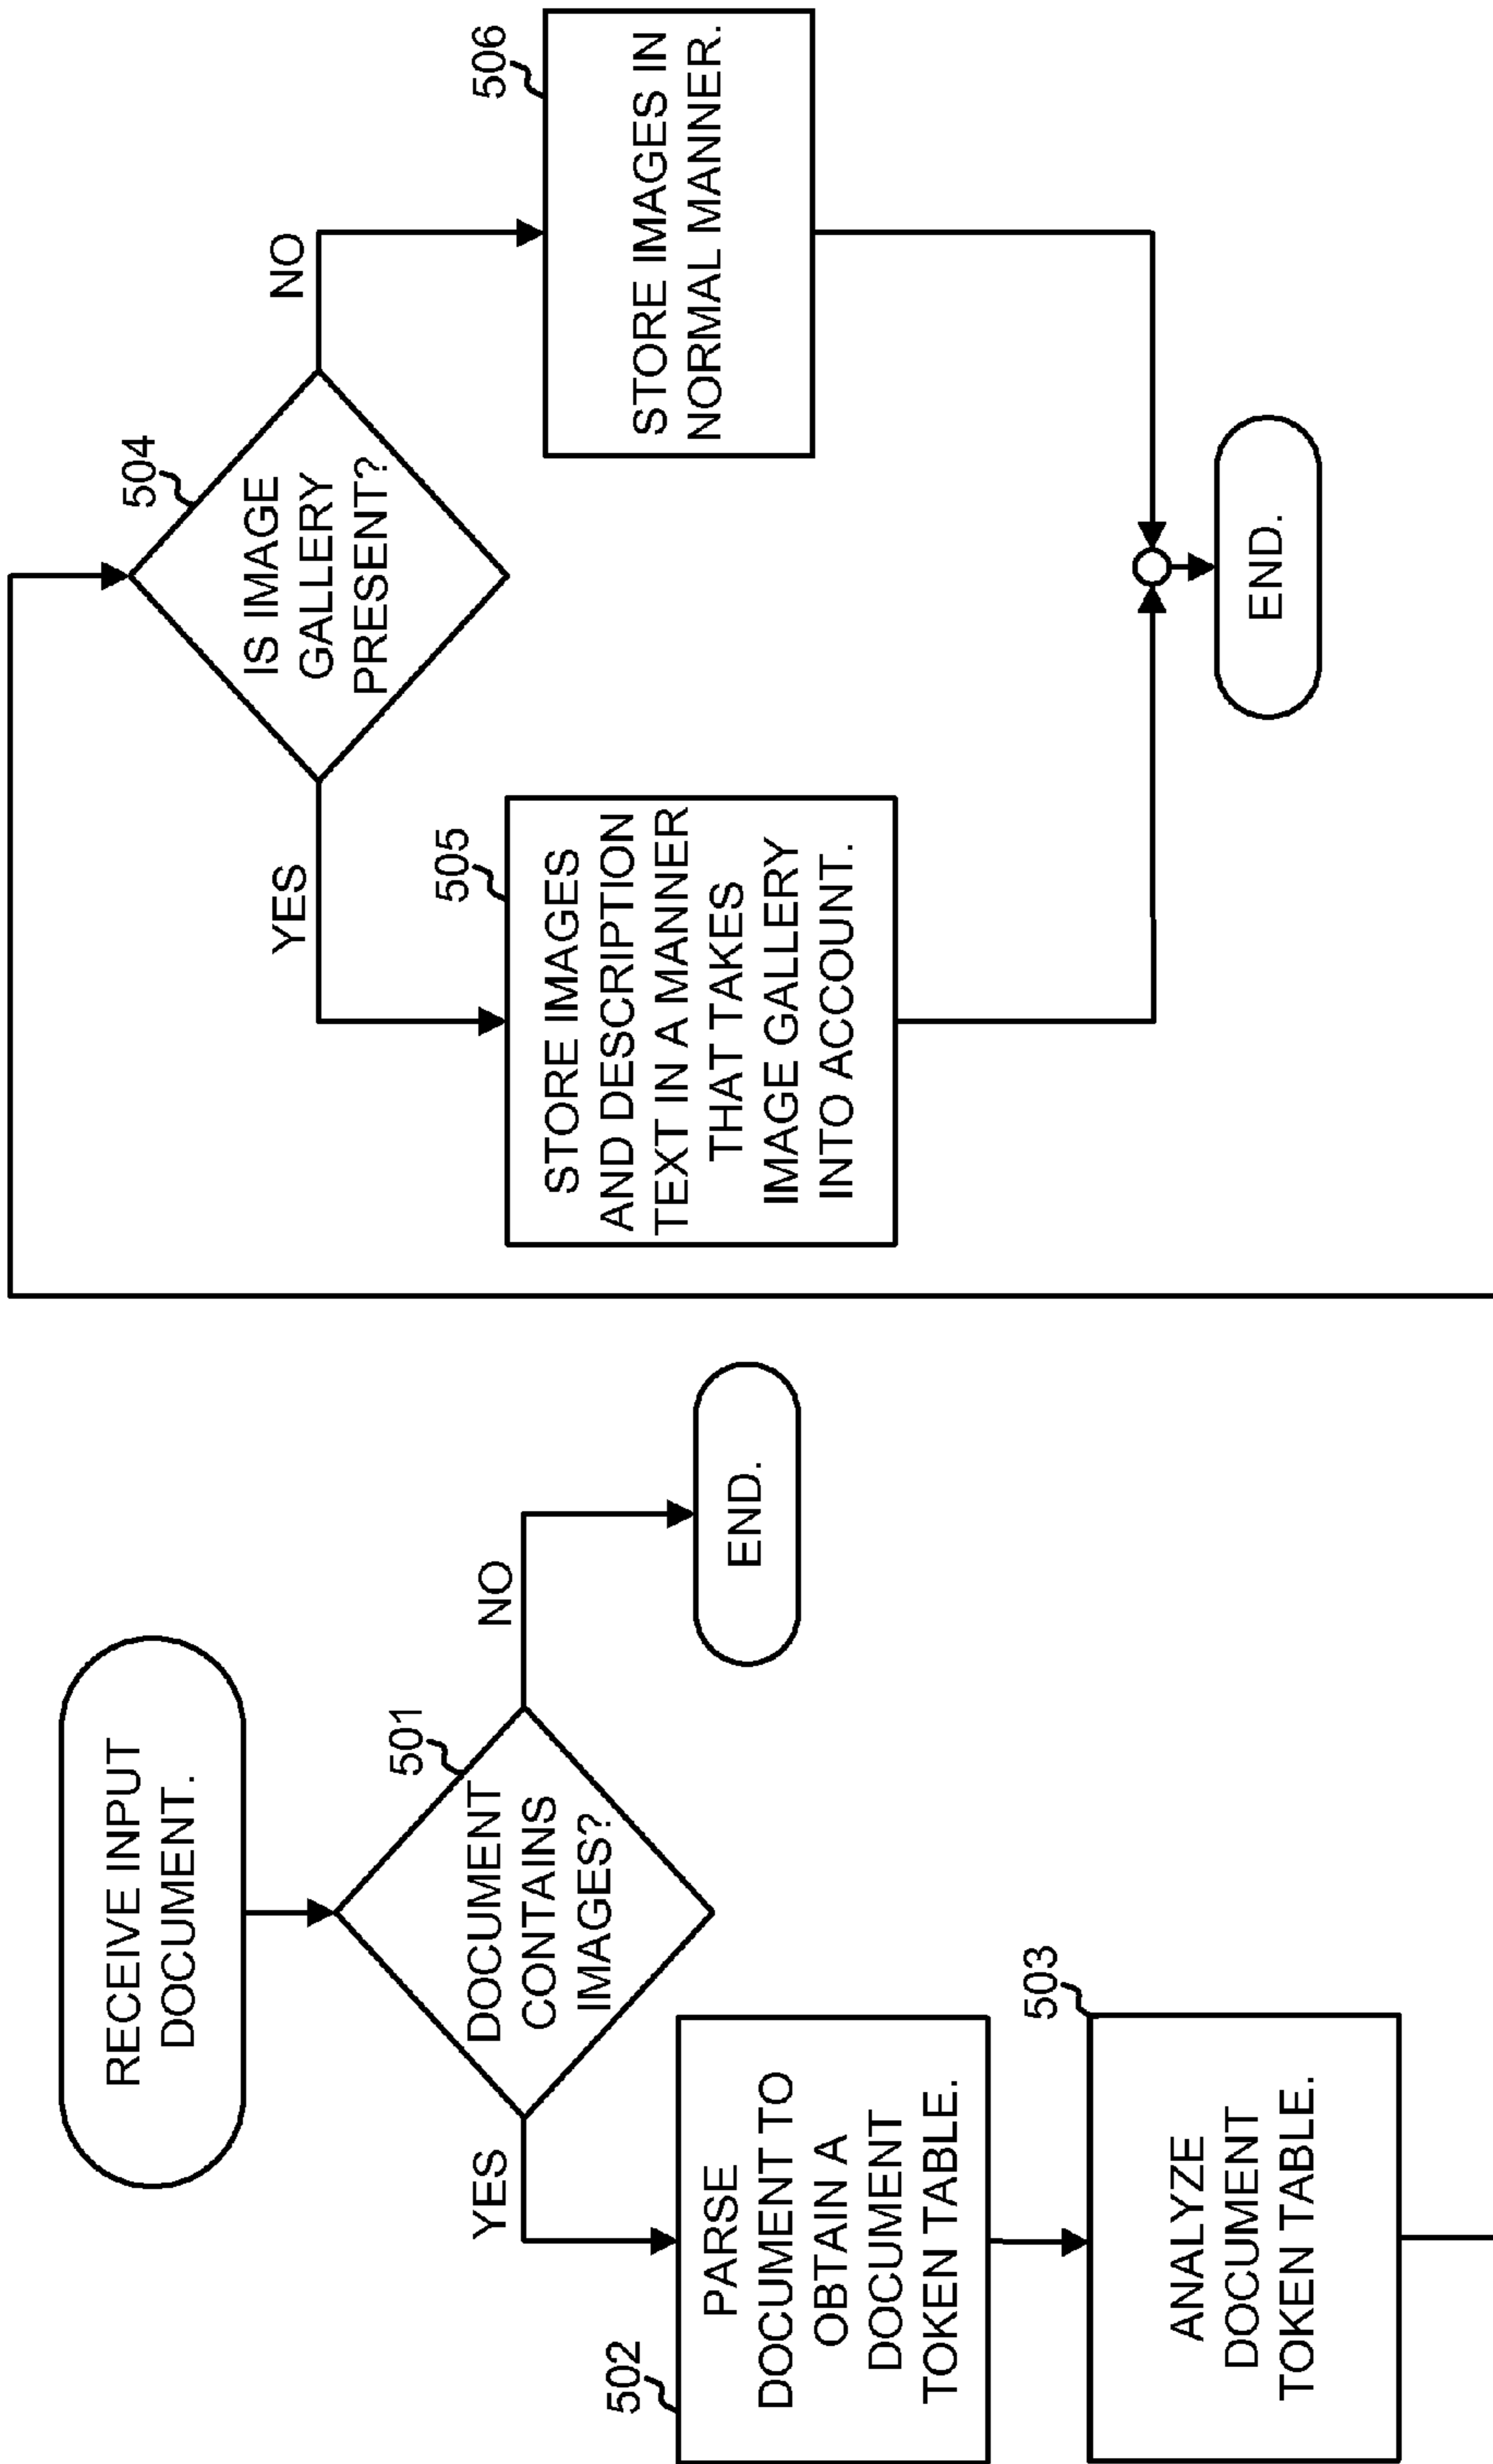 RECEIVE INPUT
DOCUMENT.
501
DOCUMENT
CONTAINS
IMAGES?
YES
NO
END.
502
PARSE
DOCUMENT TO
OBTAIN A
DOCUMENT
TOKEN TABLE.
503
ANALYZE
DOCUMENT
TOKEN TABLE.
504
IS IMAGE
GALLERY
PRESENT?
YES
NO
505
STORE IMAGES
AND DESCRIPTION
TEXT IN A MANNER
THAT TAKES
IMAGE GALLERY
INTO ACCOUNT.
506
STORE IMAGES IN
NORMAL MANNER.
END.